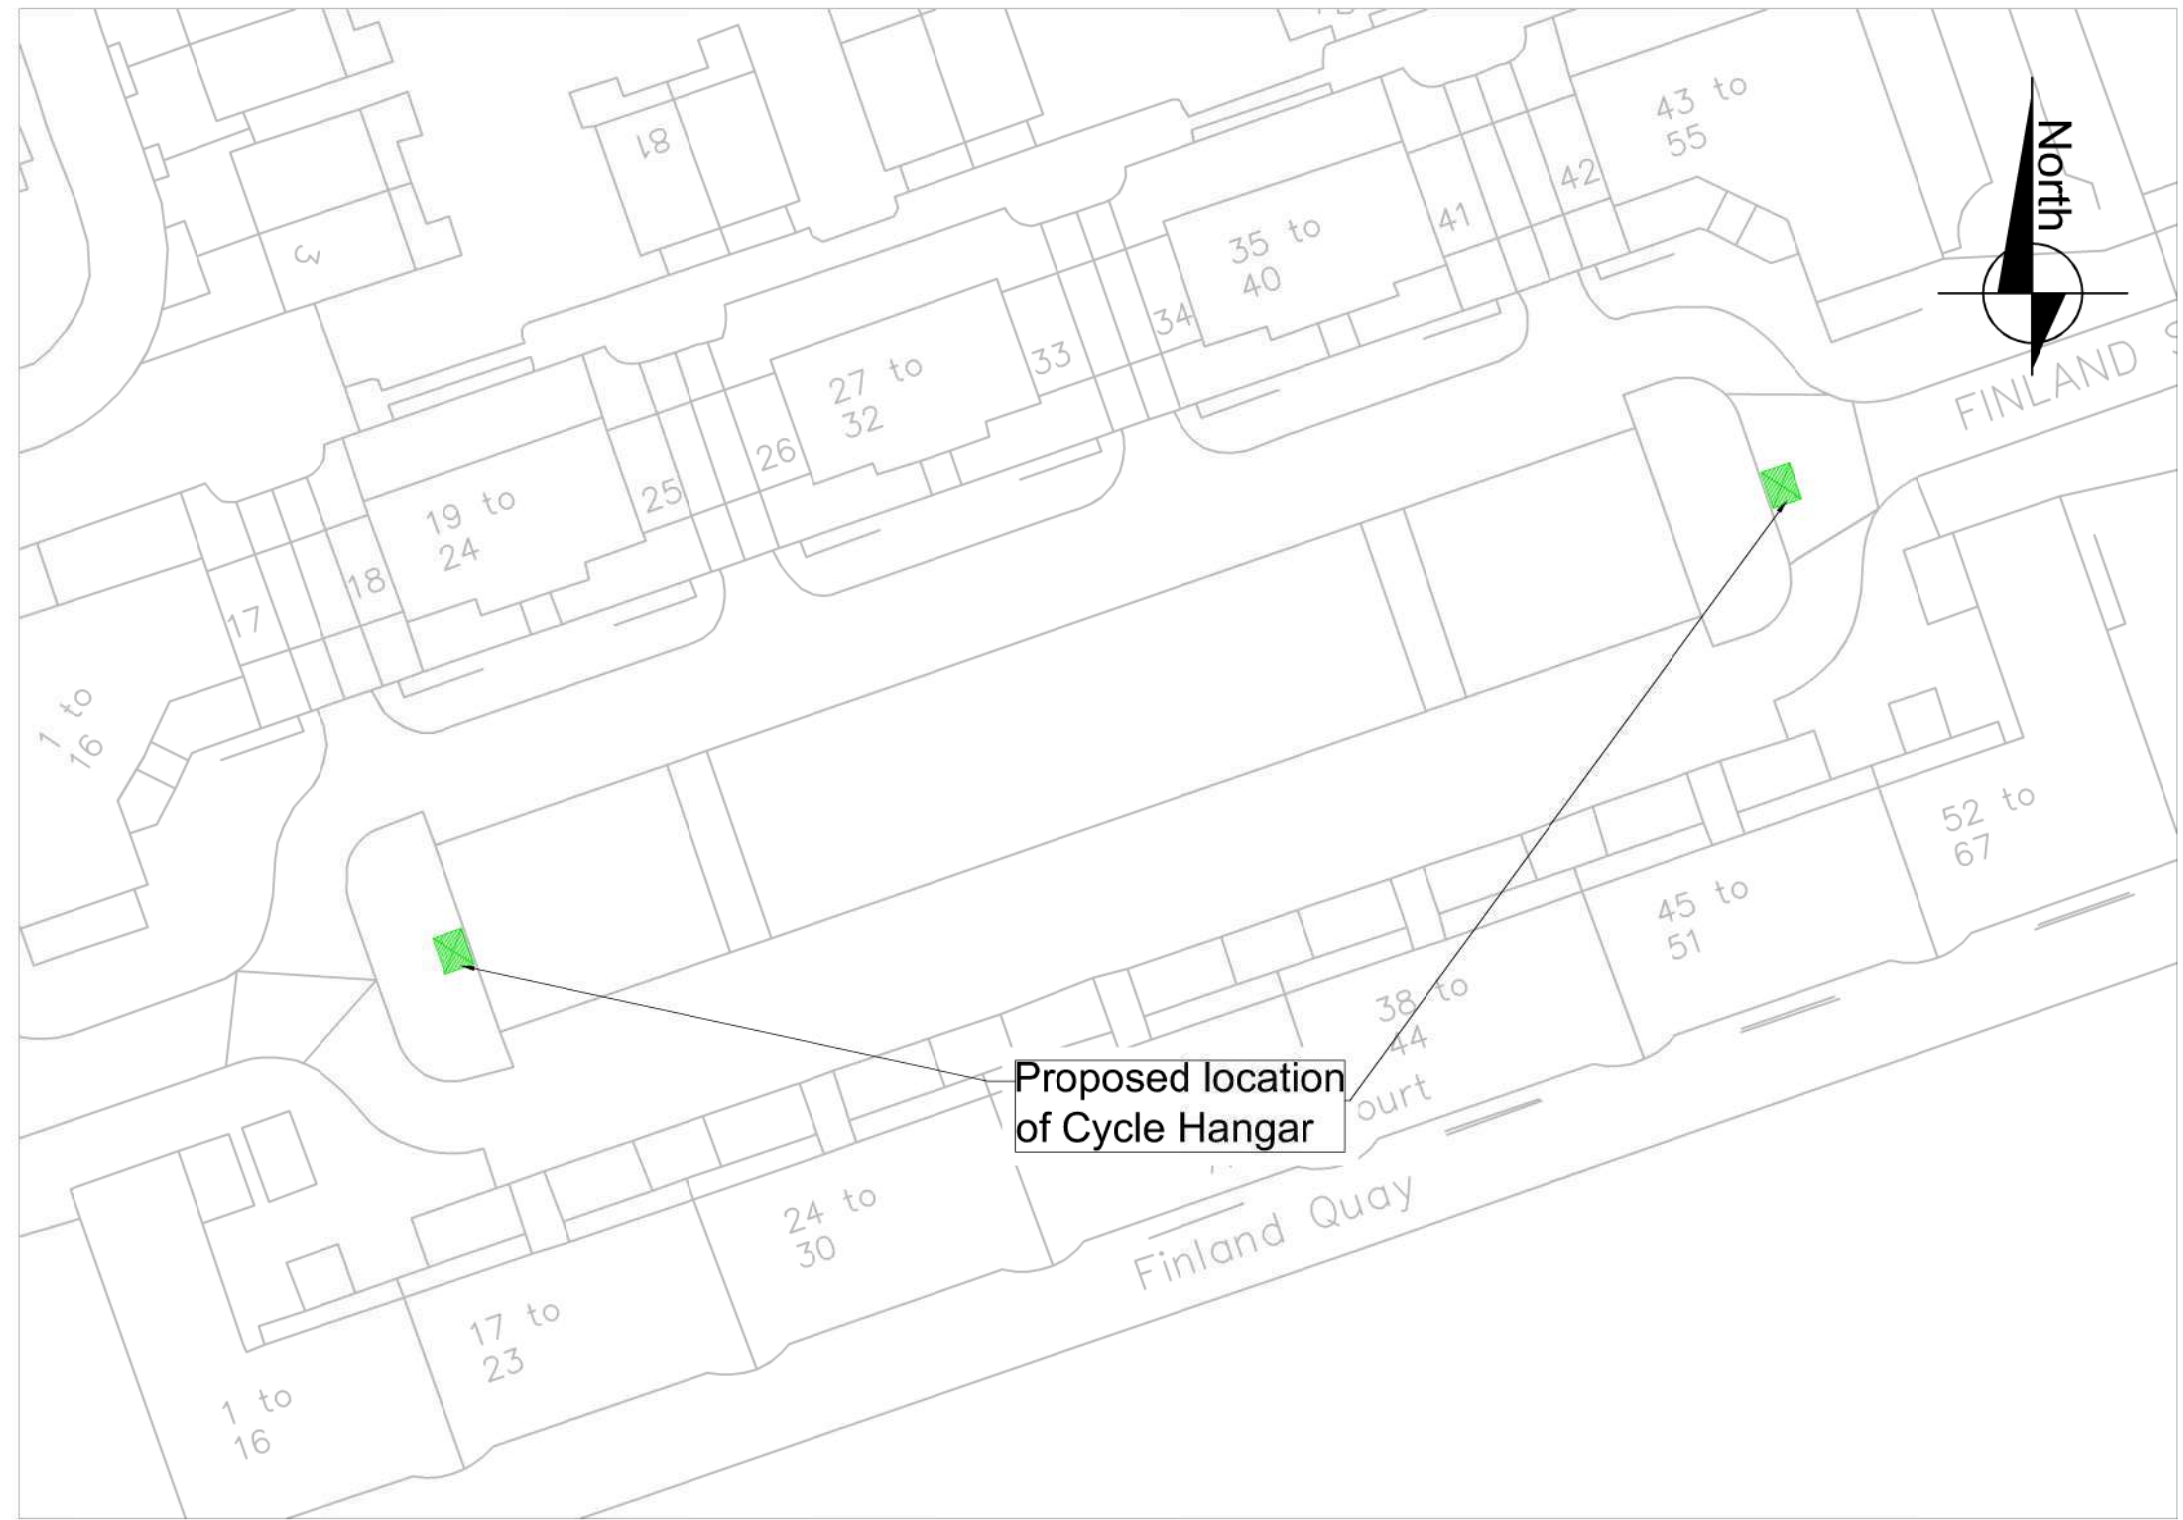 81
3
43 to
55
North
42
41
35 to
40
34
33
27 to
32
26
25
19 to
24
18
17
1 to
16
FINLAND
52 to
67
45 to
51
38 to
44
Proposed location
of Cycle Hangar
ourt
24 to
30
Finland Quay
17 to
23
1 to
16